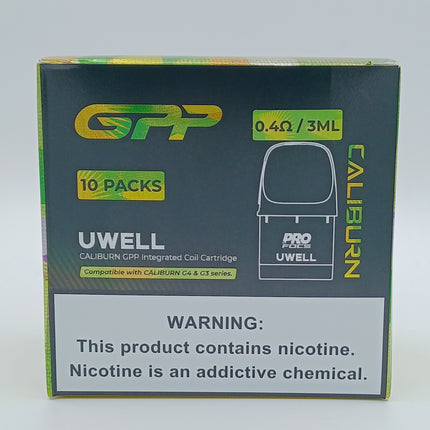 GPP
0.4Ω / 3ML
10 PACKS
CALIBURN
UWELL
CALIBURN GPP Integrated Coil Cartridge
Compatible with CALIBURN G4 & G3 series.
PRO
FOCS
UWELL
WARNING:
This product contains nicotine.
Nicotine is an addictive chemical.